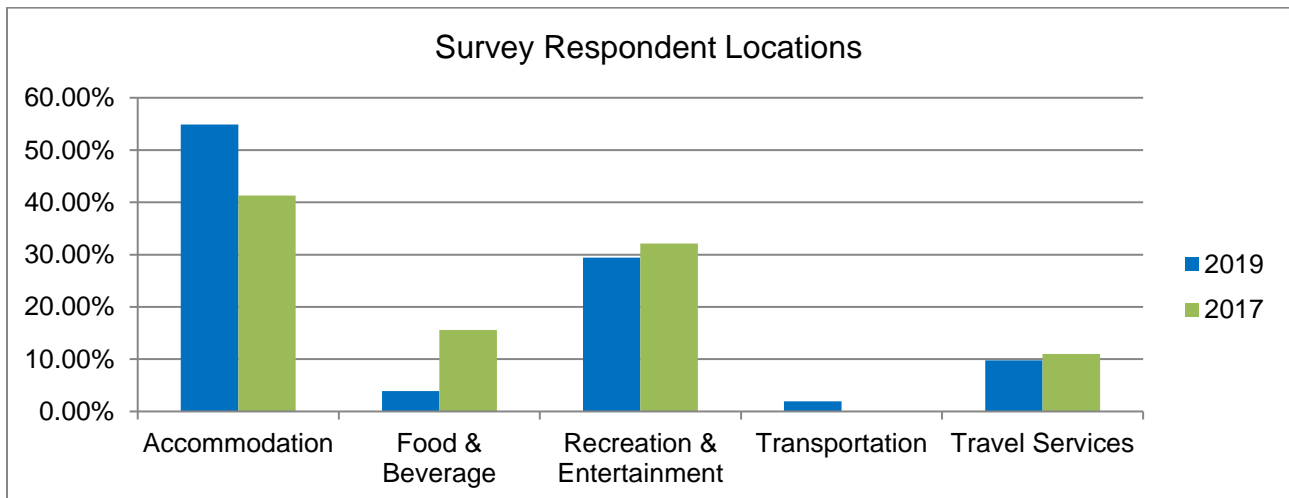 Survey Respondent Locations
60.00%
50.00%
40.00%
30.00%
20.00%
10.00%
0.00%
Accommodation
Food &
Beverage
Recreation &
Entertainment
Transportation
Travel Services
2019
2017